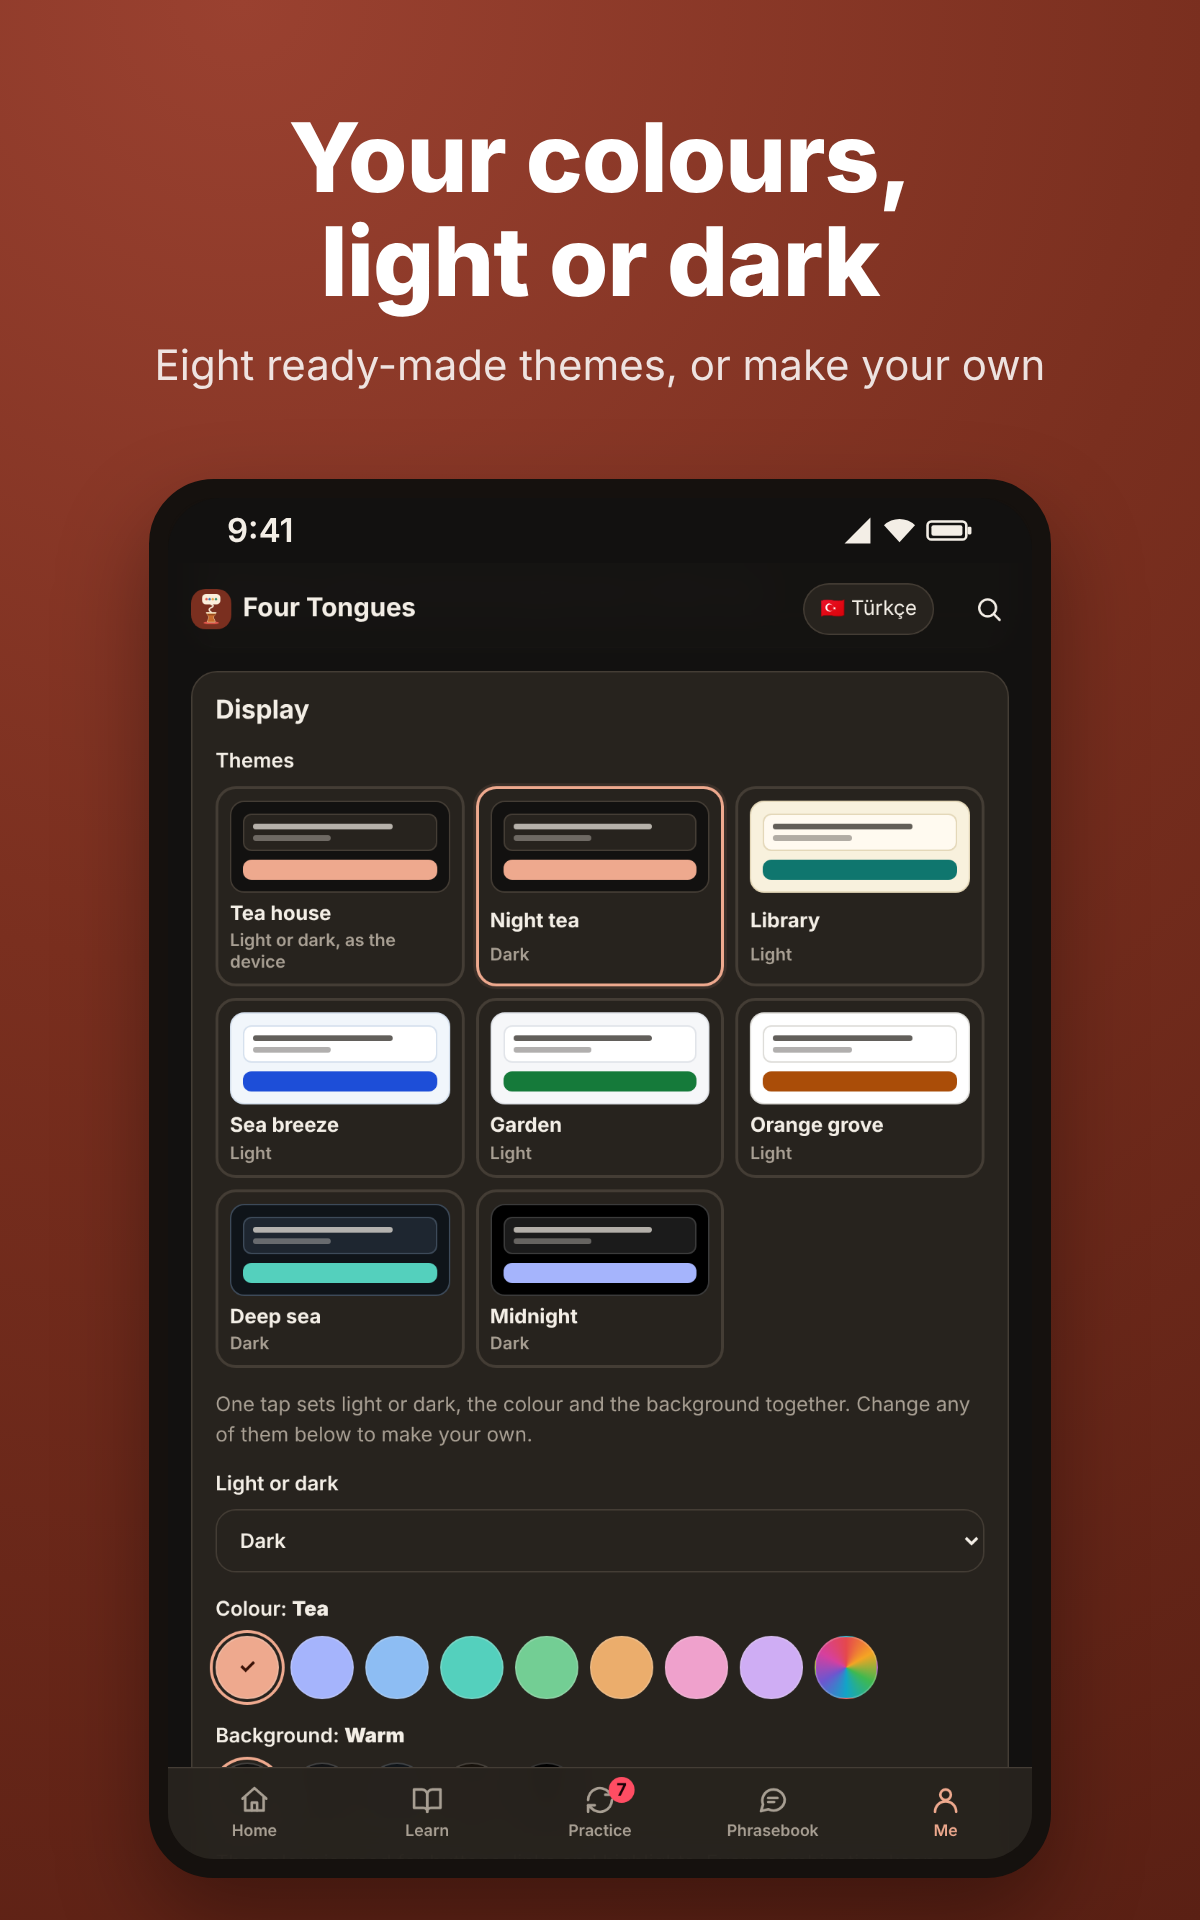 Your colours,
light or dark
Eight ready-made themes, or make your own
9:41
Four Tongues
Türkçe
Display
Themes
Tea house
Light or dark, as the
device
Night tea
Dark
Library
Light
Sea breeze
Light
Garden
Light
Orange grove
Light
Deep sea
Dark
Midnight
Dark
One tap sets light or dark, the colour and the background together. Change any
of them below to make your own.
Light or dark
Dark
Colour: Tea
Background: Warm
Home
Learn
7
Practice
Phrasebook
Me